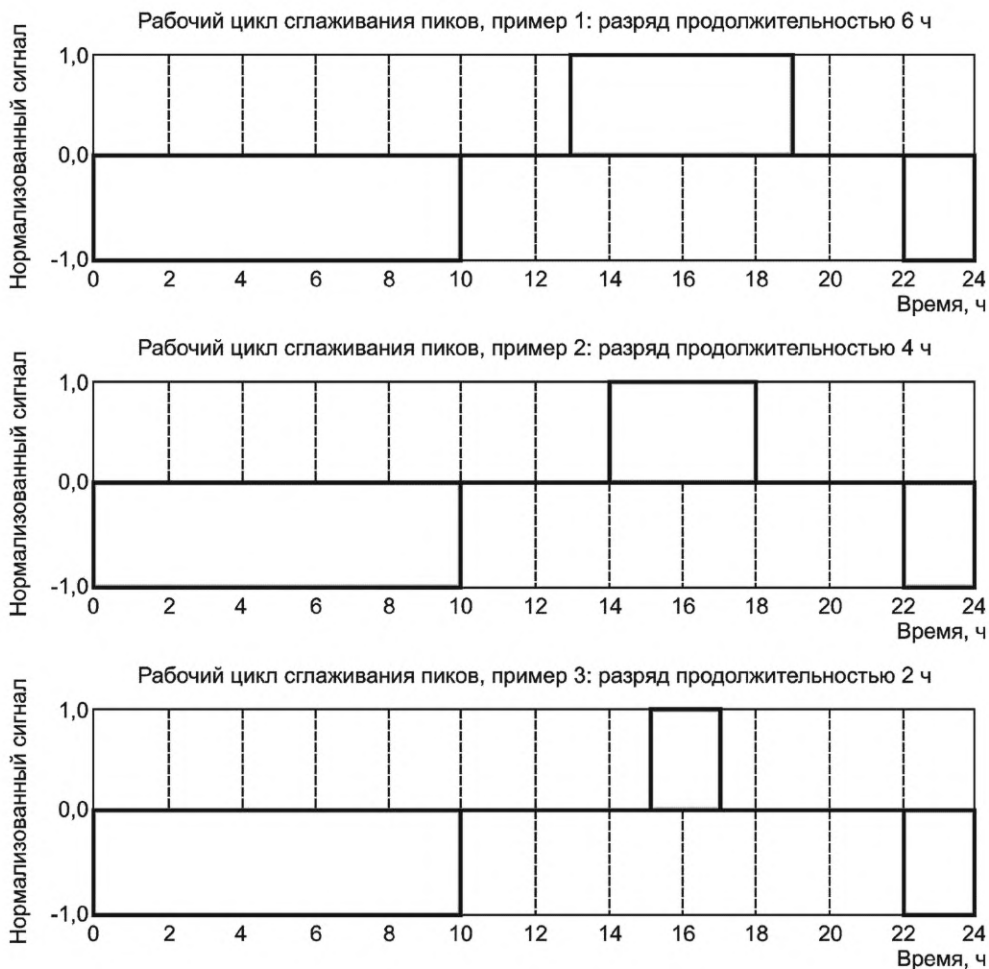 Рабочий цикл сглаживания пиков, пример 1: разряд продолжительностью 6 ч
Нормализованный сигнал
1,0
0,0
-1,0
0 2 4 6 8 10 12 14 16 18 20 22 24
Время, ч
Рабочий цикл сглаживания пиков, пример 2: разряд продолжительностью 4 ч
Нормализованный сигнал
1,0
0,0
-1,0
0 2 4 6 8 10 12 14 16 18 20 22 24
Время, ч
Рабочий цикл сглаживания пиков, пример 3: разряд продолжительностью 2 ч
Нормализованный сигнал
1,0
0,0
-1,0
0 2 4 6 8 10 12 14 16 18 20 22 24
Время, ч